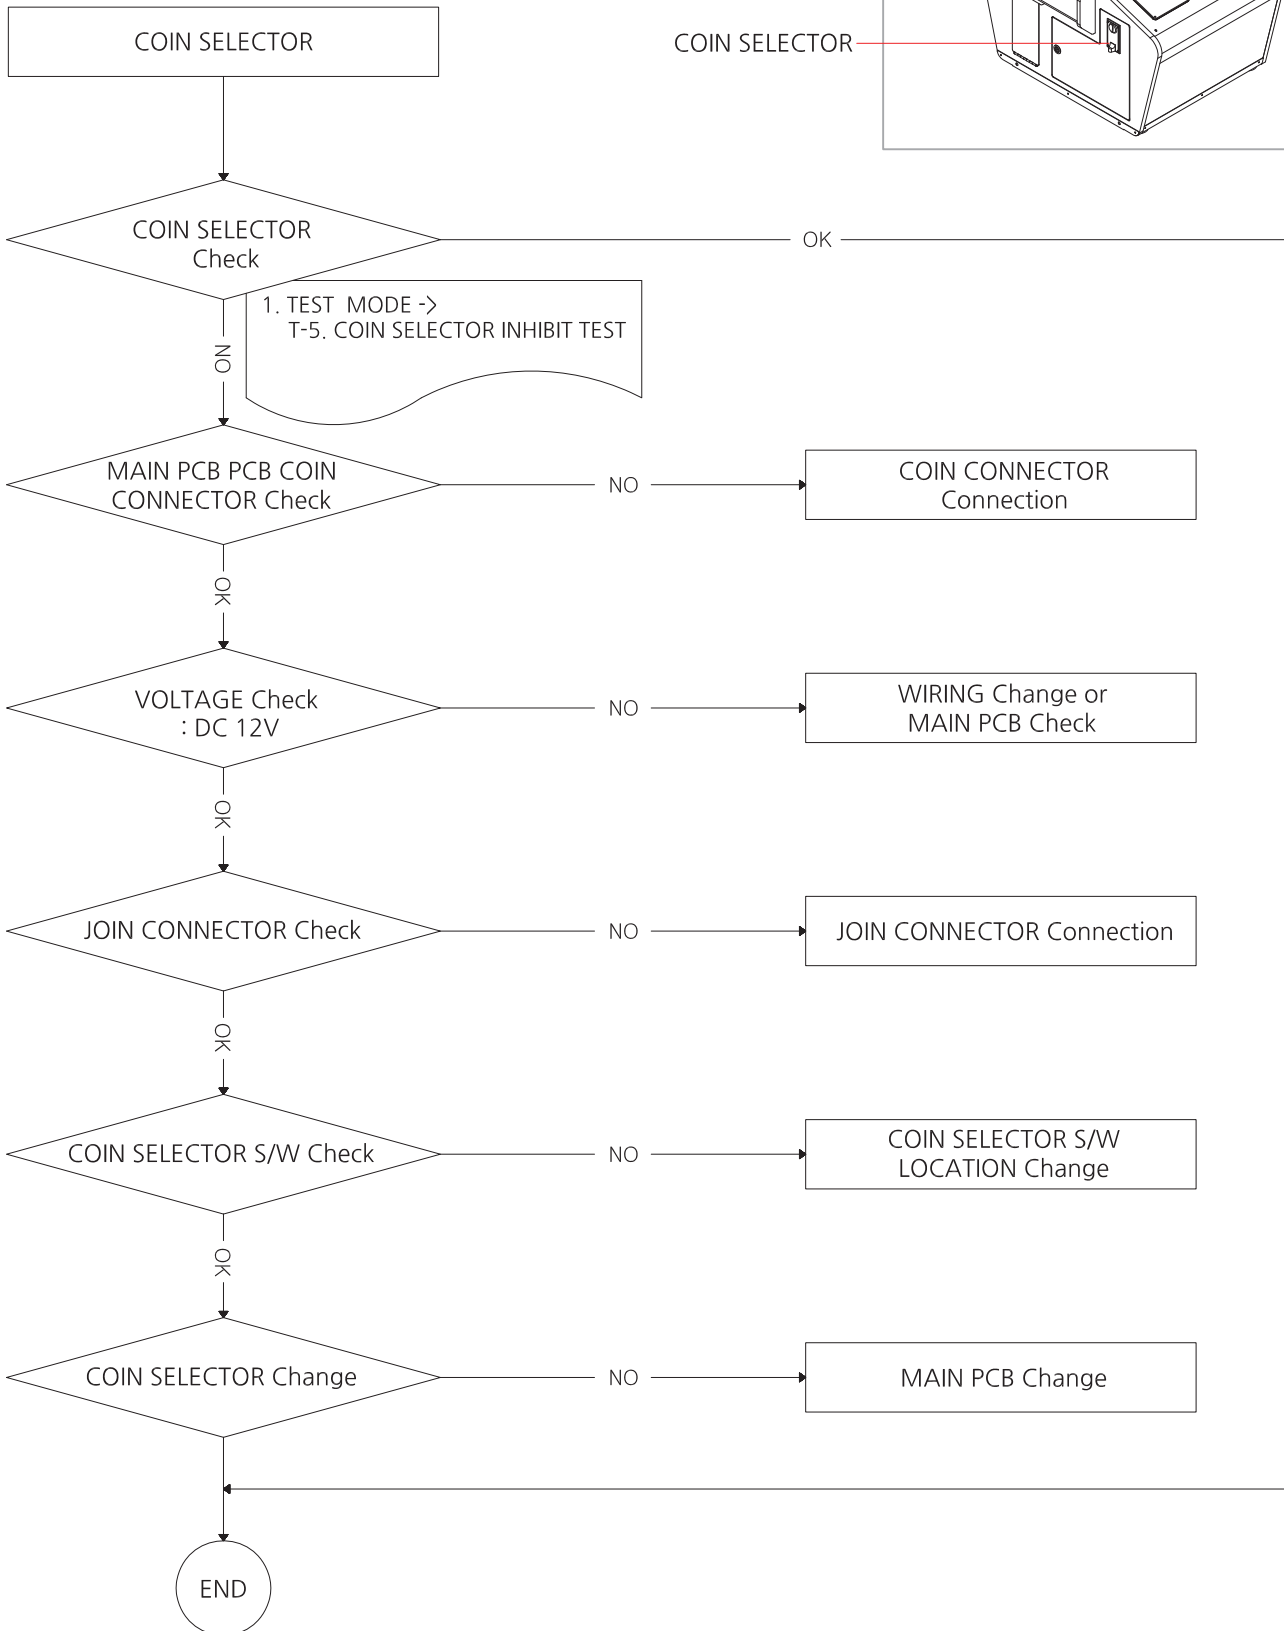 COIN SELECTOR
COIN SELECTOR
COIN SELECTOR
Check
OK
1. TEST MODE ->
T-5. COIN SELECTOR INHIBIT TEST
NO
MAIN PCB PCB COIN
CONNECTOR Check
NO
COIN CONNECTOR
Connection
OK
VOLTAGE Check
: DC 12V
NO
WIRING Change or
MAIN PCB Check
OK
JOIN CONNECTOR Check
NO
JOIN CONNECTOR Connection
OK
COIN SELECTOR S/W Check
NO
COIN SELECTOR S/W
LOCATION Change
OK
COIN SELECTOR Change
NO
MAIN PCB Change
END